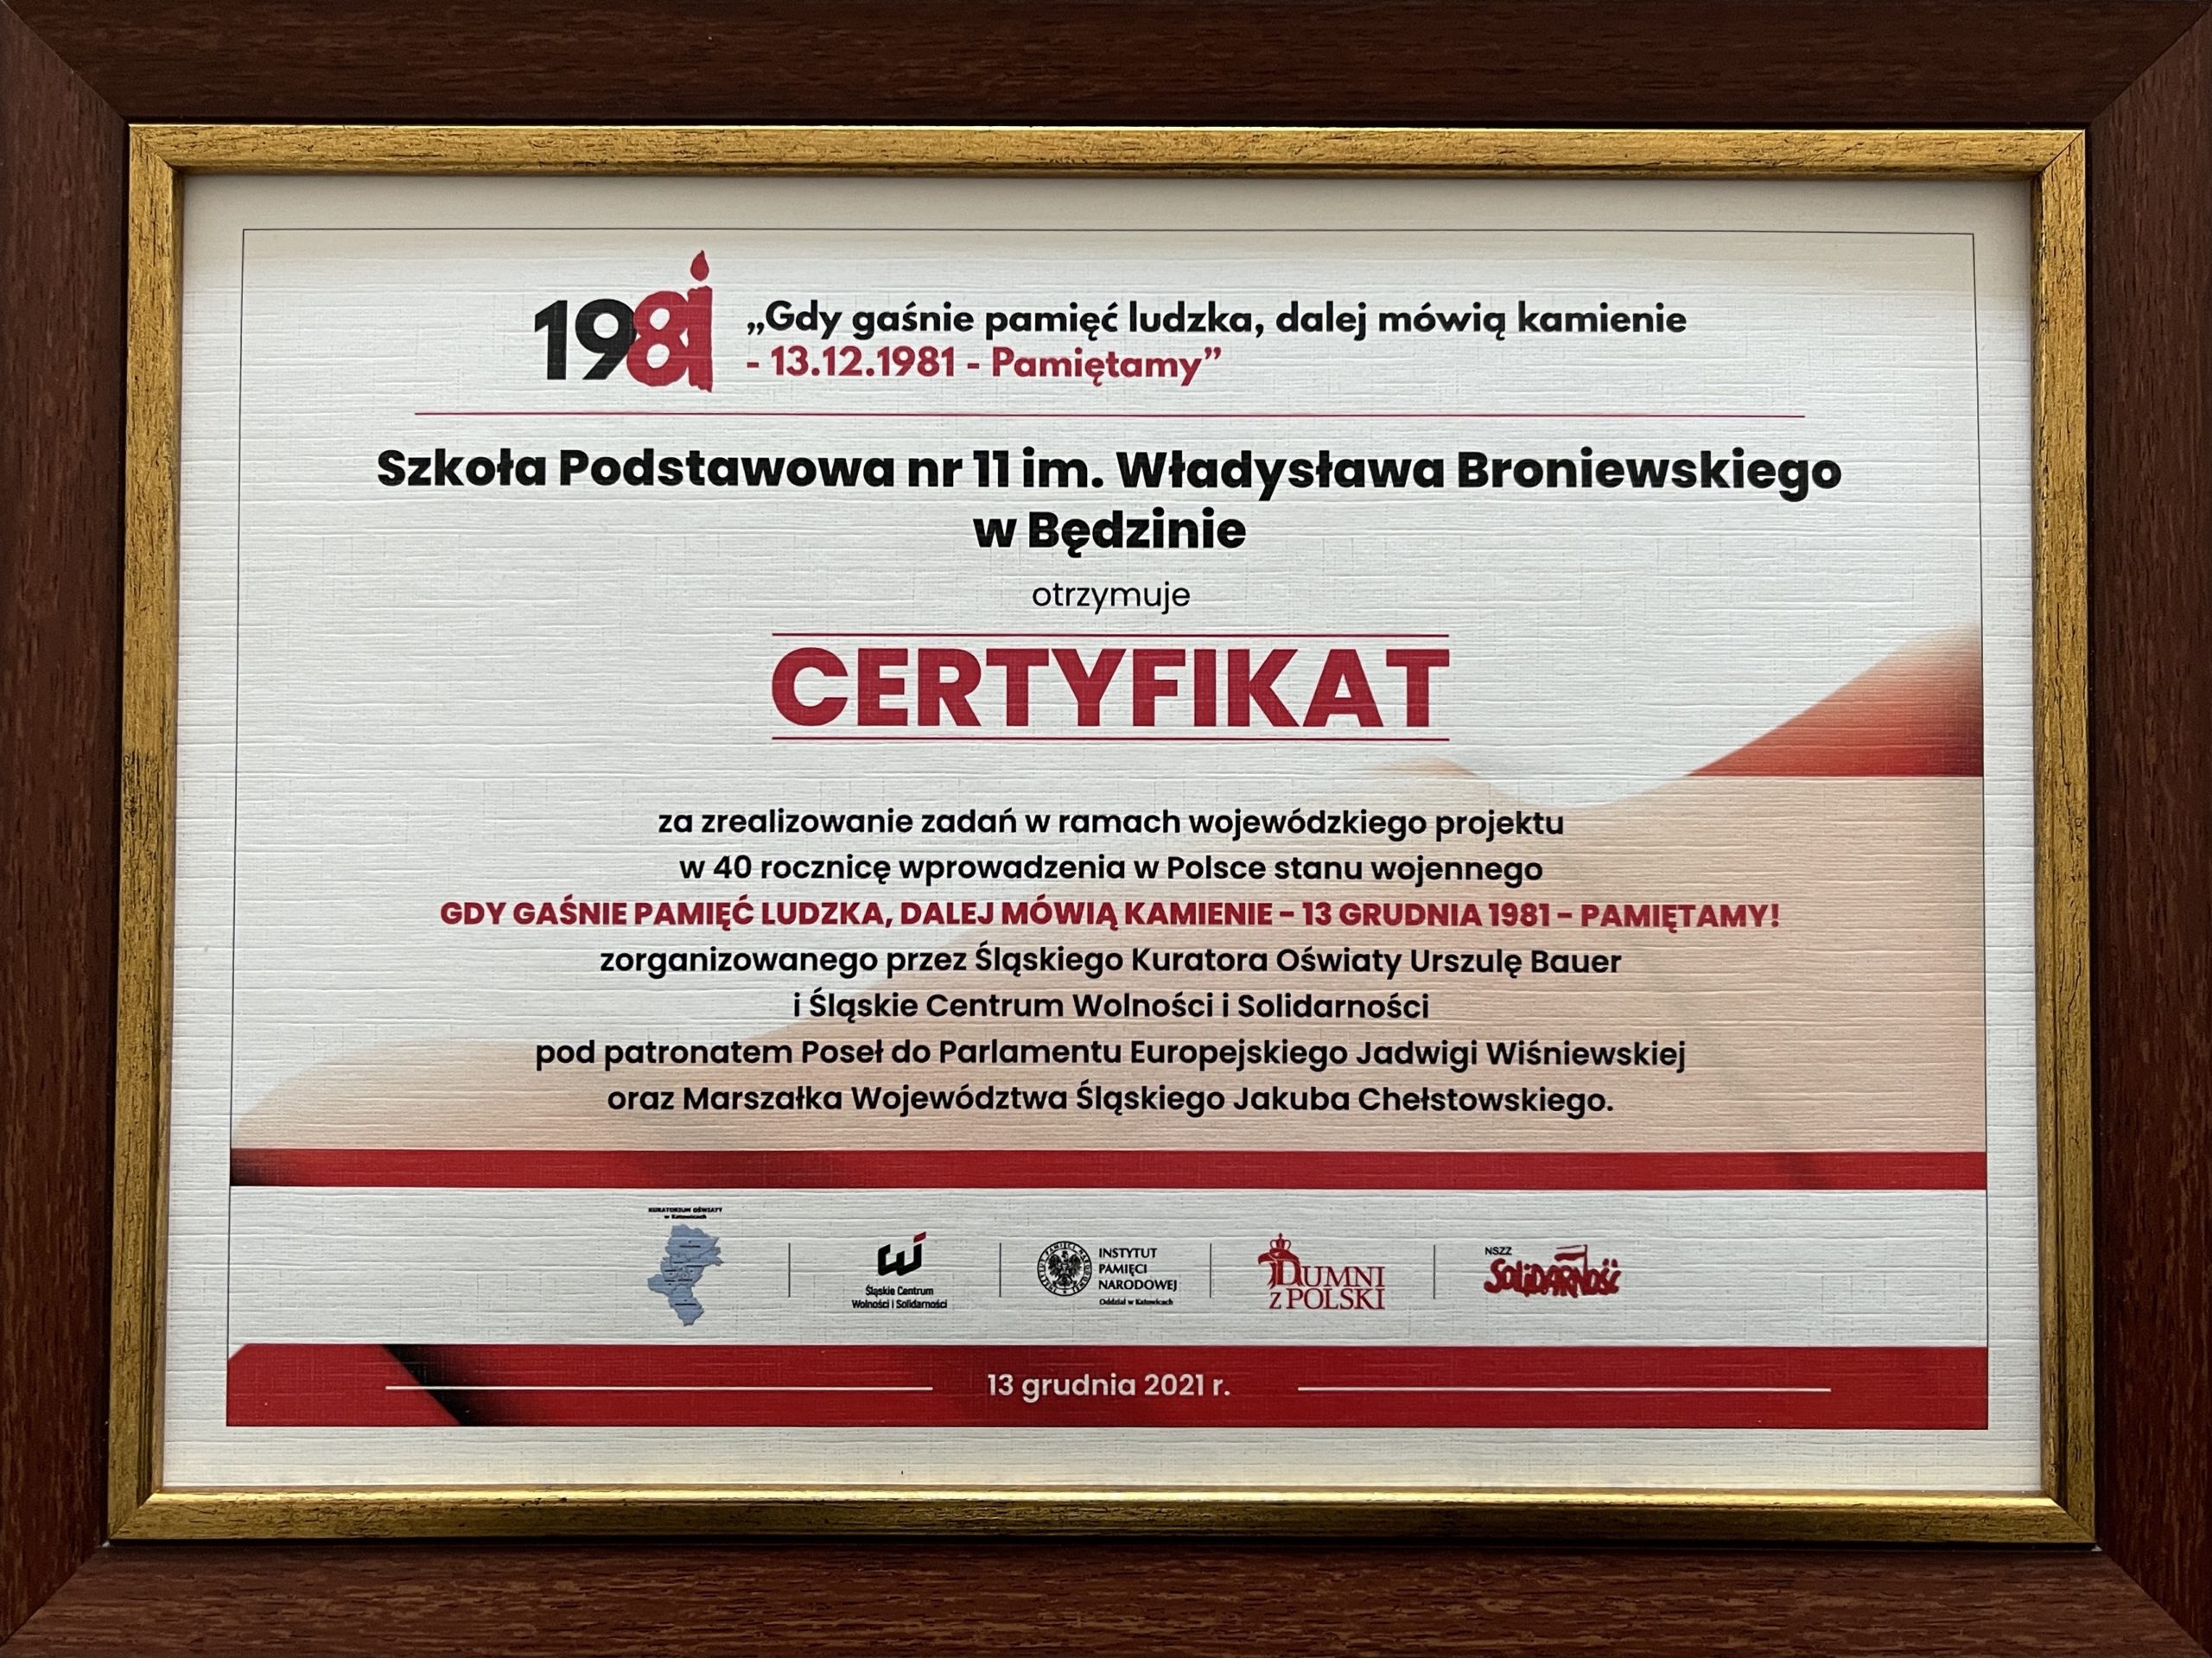 1981
„Gdy gaśnie pamięć ludzka, dalej mówią kamienie
- 13.12.1981 - Pamiętamy”
Szkoła Podstawowa nr 11 im. Władysława Broniewskiego
w Będzinie
otrzymuje
CERTYFIKAT
za zrealizowanie zadań w ramach wojewódzkiego projektu
w 40 rocznicę wprowadzenia w Polsce stanu wojennego
GDY GAŚNIE PAMIĘĆ LUDZKA, DALEJ MÓWIĄ KAMIENIE – 13 GRUDNIA 1981 – PAMIĘTAMY!
zorganizowanego przez Śląskiego Kuratora Oświaty Urszulę Bauer
i Śląskie Centrum Wolności i Solidarności
pod patronatem Poseł do Parlamentu Europejskiego Jadwigi Wiśniewskiej
oraz Marszałka Województwa Śląskiego Jakuba Chełstowskiego.
KURATORIUM OŚWIATY
w Katowicach
Śląskie Centrum
Wolności i Solidarności
INSTYTUT
PAMIĘCI
NARODOWEJ
Oddział w Katowicach
DUMNI
z POLSKI
NSZZ
SOLIDARNOŚĆ
13 grudnia 2021 r.